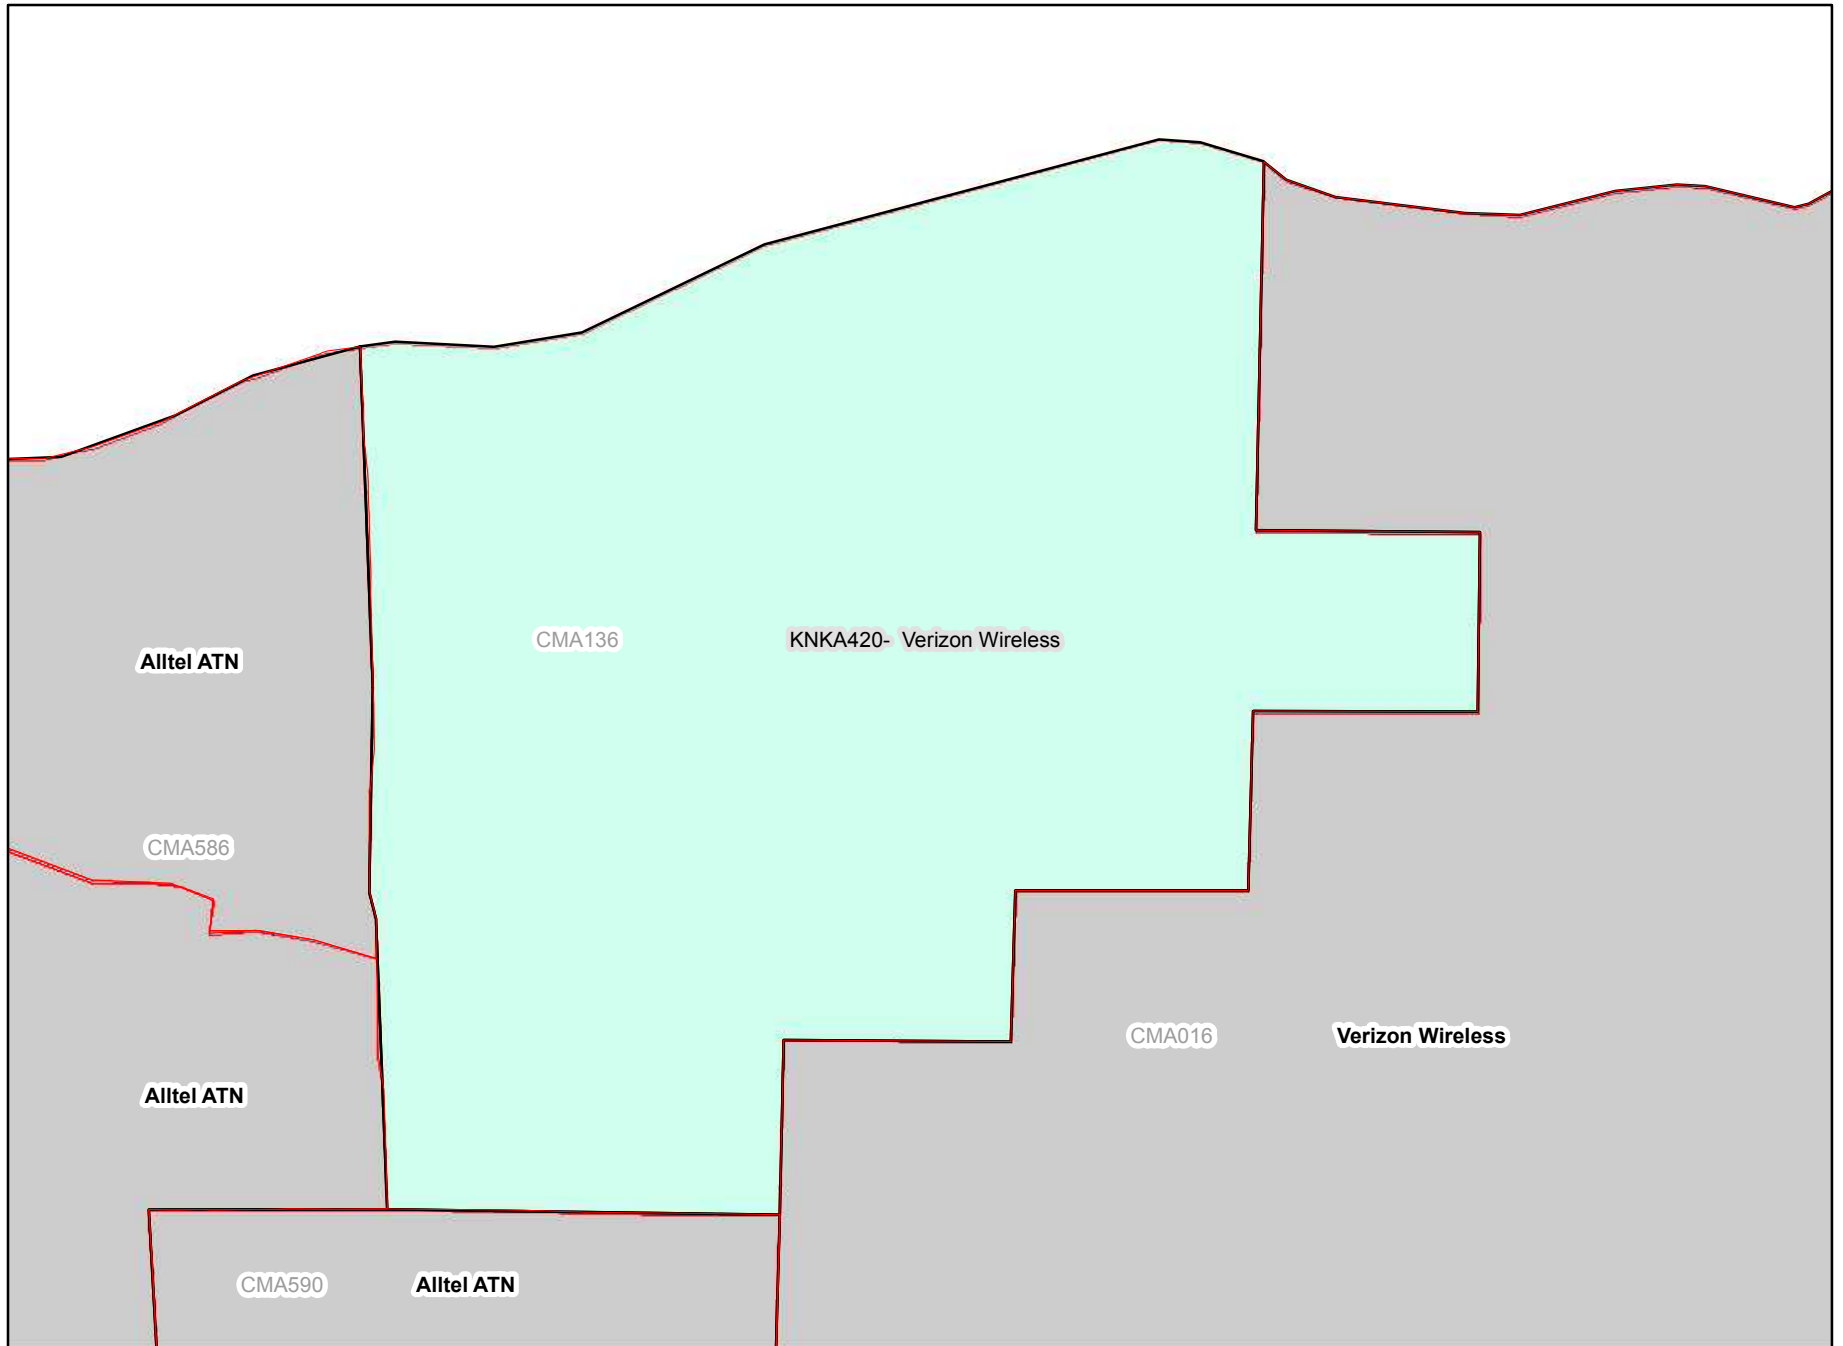 CMA136
KNKA420- Verizon Wireless
Alltel ATN
CMA586
CMA016
Verizon Wireless
Alltel ATN
CMA590
Alltel ATN